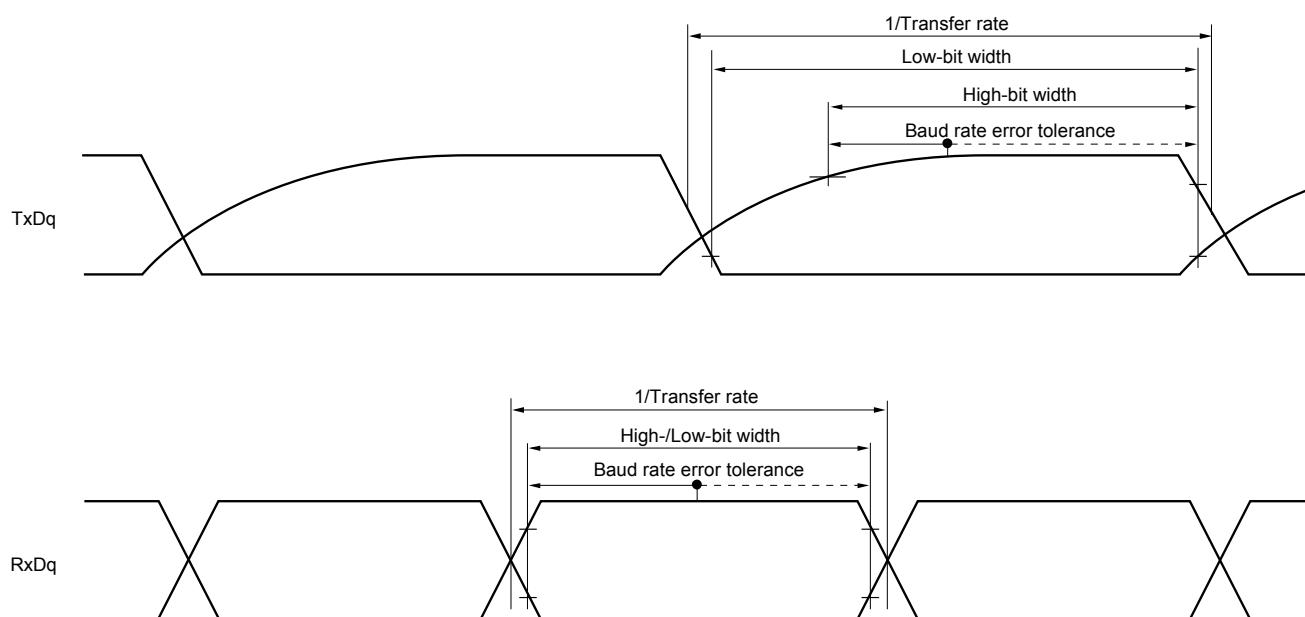 1/Transfer rate
Low-bit width
High-bit width
Baud rate error tolerance
TxDq
1/Transfer rate
High-/Low-bit width
Baud rate error tolerance
RxDq